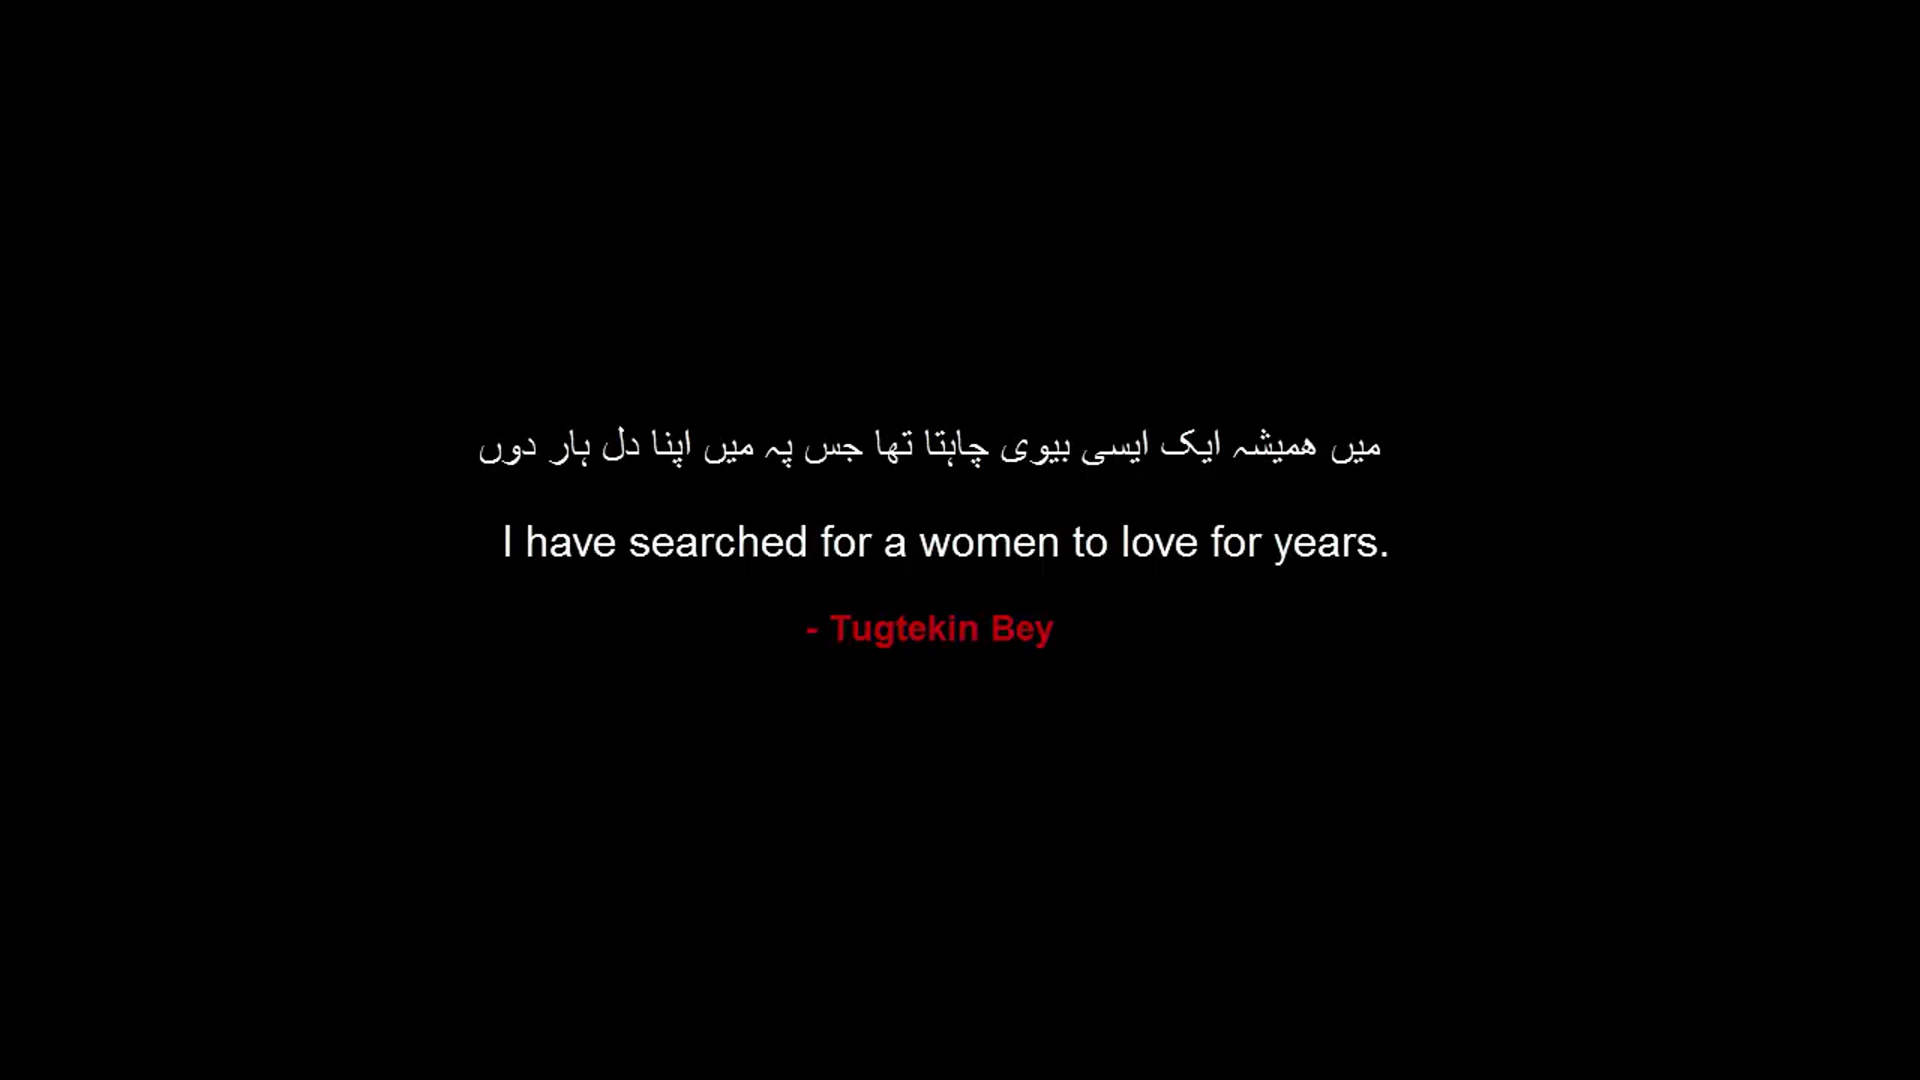 میں ھمیشہ ایک ایسی بیوی چاہتا تھا جس پہ میں اپنا دل ہار دوں
I have searched for a women to love for years.
- Tugtekin Bey